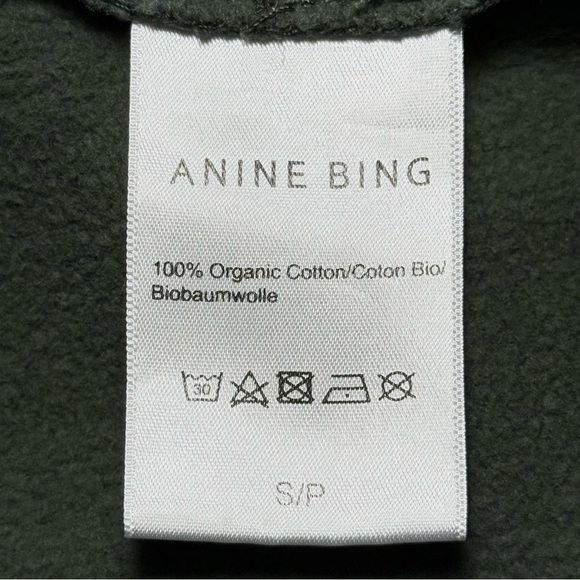 ANINE BING
100% Organic Cotton/Coton Bio/
Biobaumwolle
30
S/P